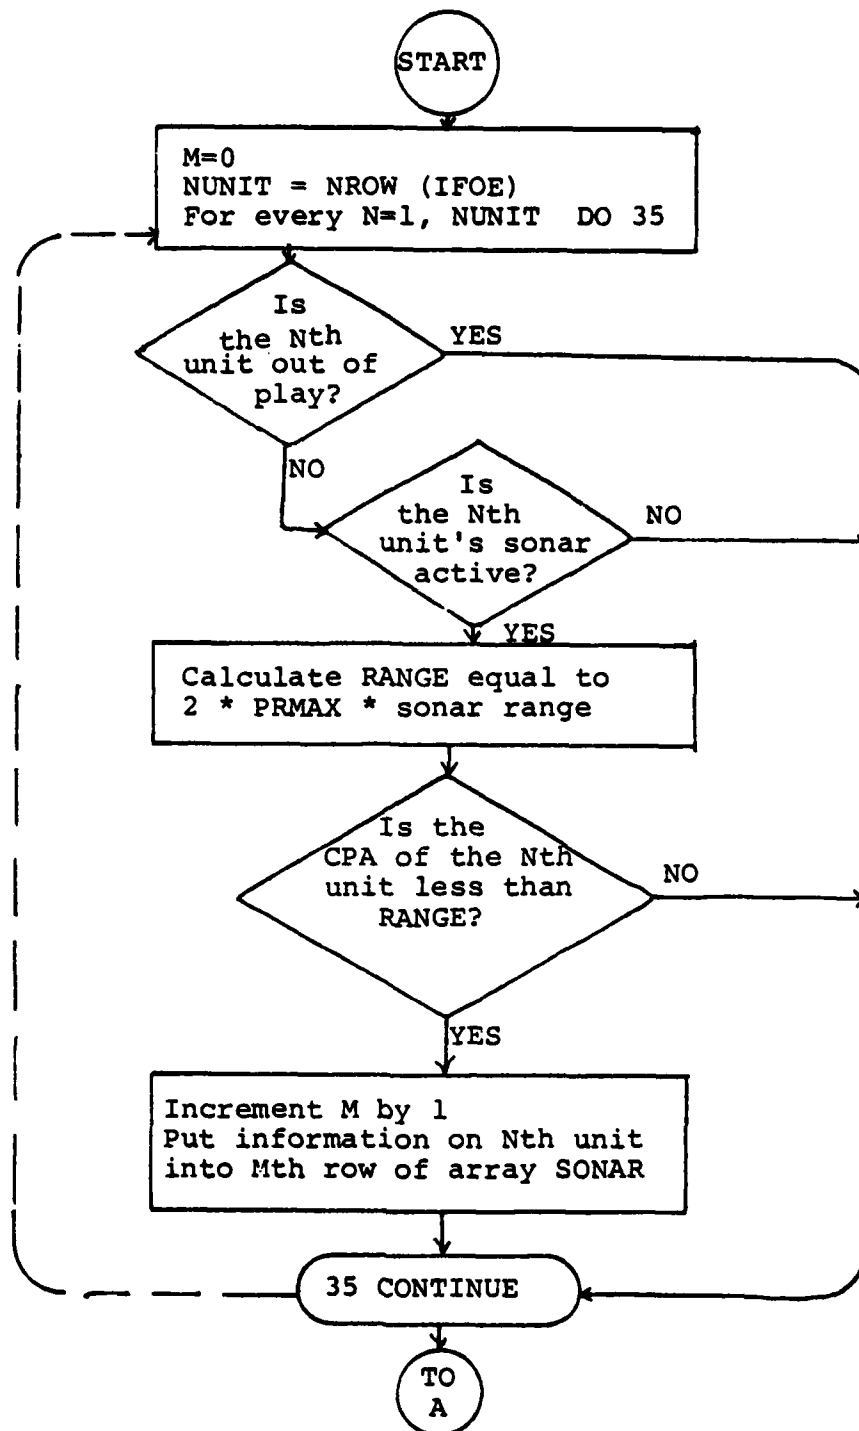 START
M=0
NUNIT = NROW (IFOE)
For every N=1, NUNIT DO 35
Is
the Nth
unit out of
play?
YES
NO
Is
the Nth
unit's sonar
active?
NO
YES
Calculate RANGE equal to
2 * PRMAX * sonar range
Is the
CPA of the Nth
unit less than
RANGE?
NO
YES
Increment M by 1
Put information on Nth unit
into Mth row of array SONAR
35 CONTINUE
TO
A